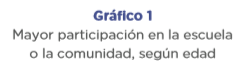 Gráfico 1
Mayor participación en la escuela
o la comunidad, según edad